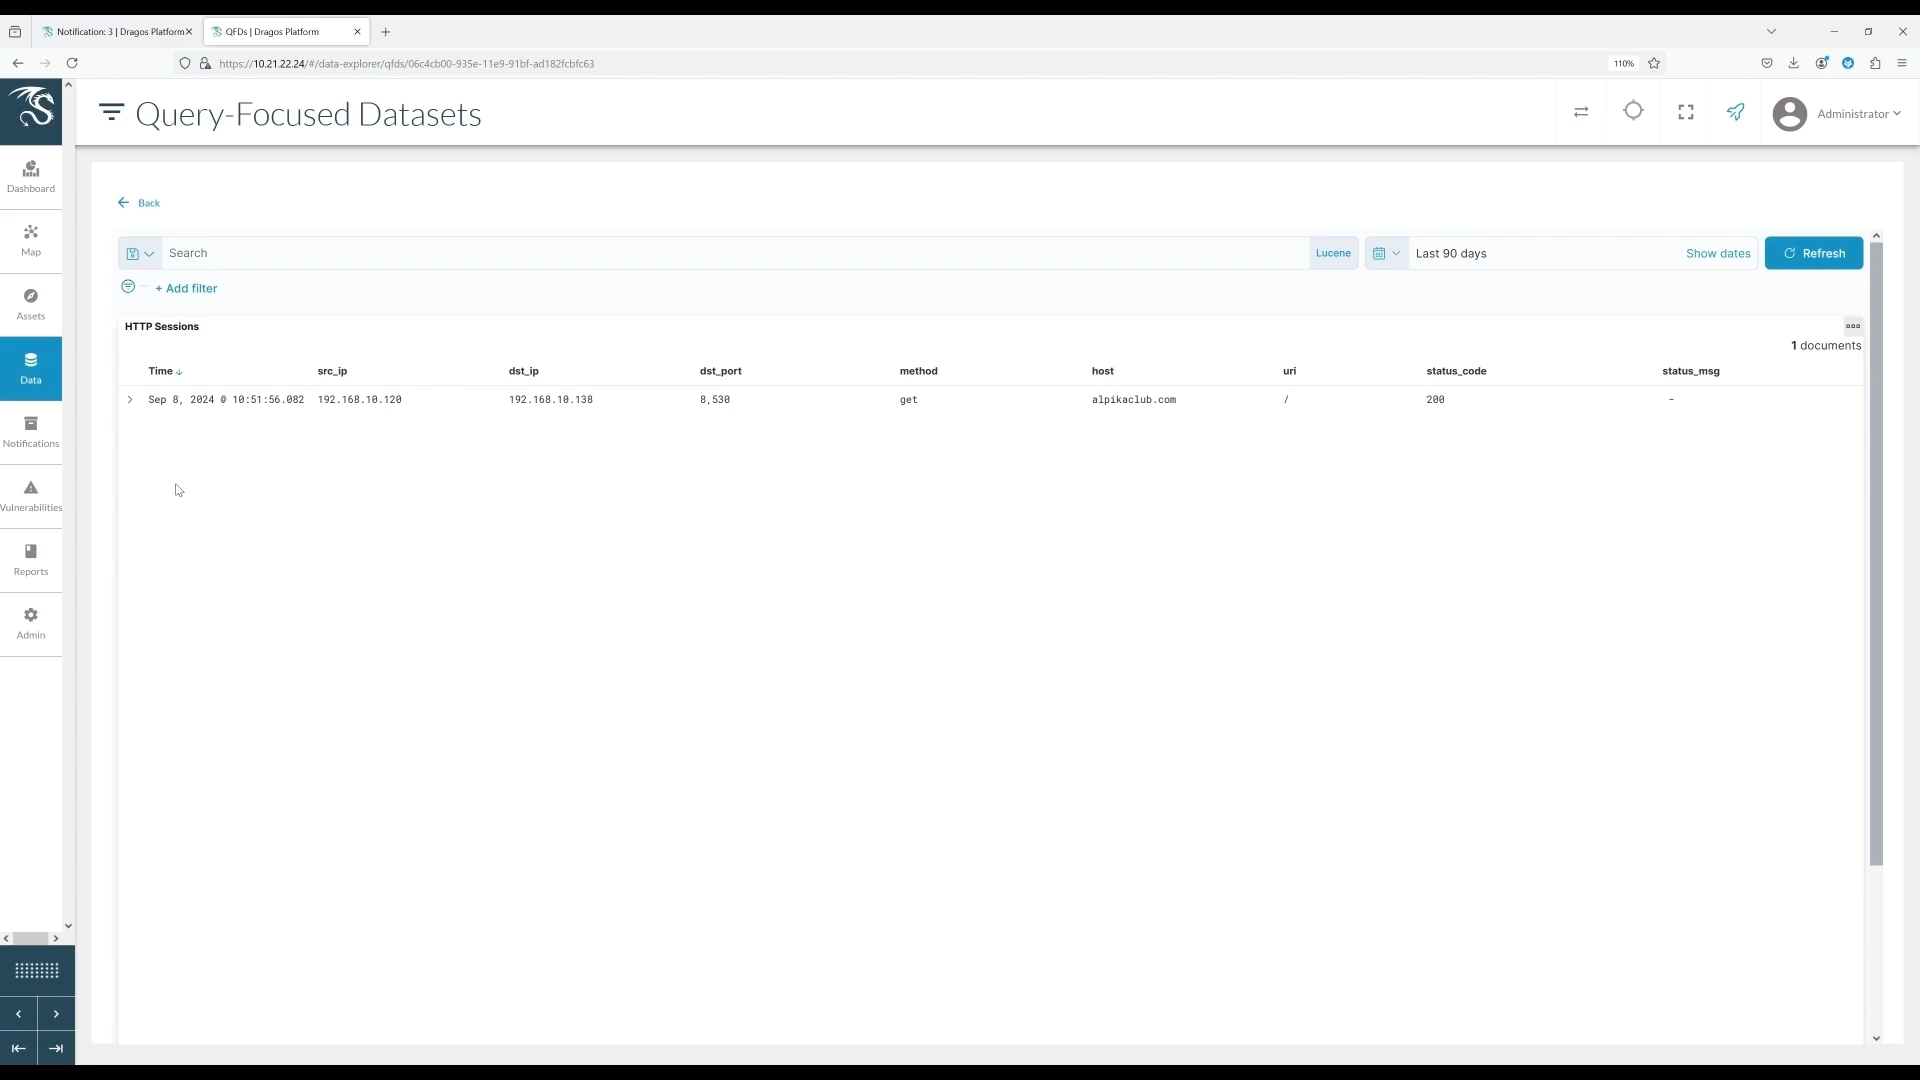 Notification: 3 | Dragos Platform
QFDs | Dragos Platform
https://10.21.22.24/#/data-explorer/qfds/06c4cb00-935e-11e9-91bf-ad182fcbfc63
110%
Query-Focused Datasets
Administrator
Dashboard
Map
Assets
Data
Notifications
Vulnerabilities
Reports
Admin
Back
Search
Lucene
Last 90 days
Show dates
Refresh
+ Add filter
HTTP Sessions
1 documents
Time src_ip dst_ip dst_port method host uri status_code status_msg
Sep 8, 2024 @ 10:51:56.082 192.168.10.120 192.168.10.138 8,530 get alpikaclub.com / 200 -